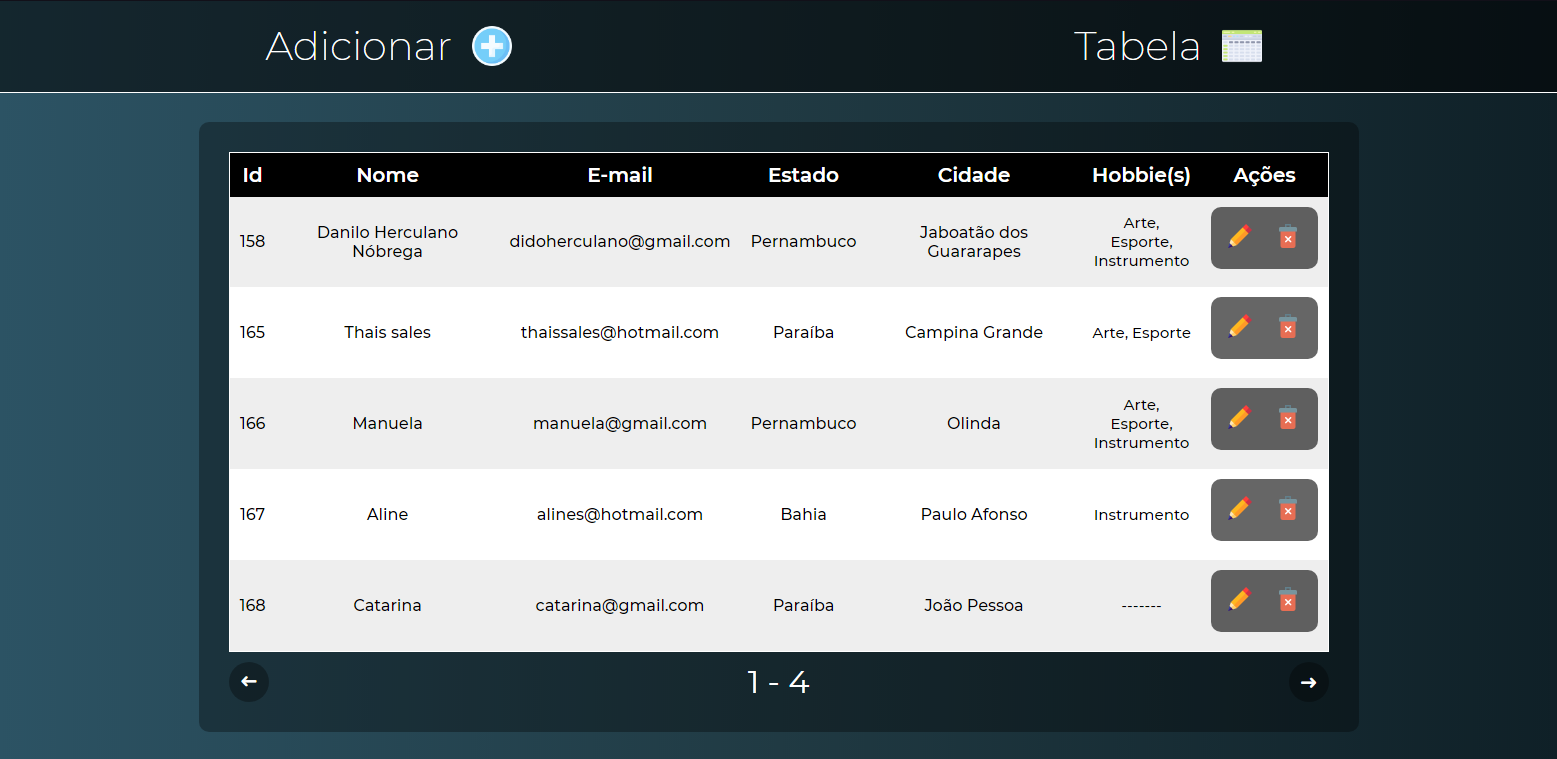 Adicionar Tabela
Id Nome E-mail Estado Cidade Hobbie(s) Ações
158 Danilo Herculano Nóbrega didoherculano@gmail.com Pernambuco Jaboatão dos Guararapes Arte, Esporte, Instrumento
165 Thais sales thaissales@hotmail.com Paraíba Campina Grande Arte, Esporte
166 Manuela manuela@gmail.com Pernambuco Olinda Arte, Esporte, Instrumento
167 Aline alines@hotmail.com Bahia Paulo Afonso Instrumento
168 Catarina catarina@gmail.com Paraíba João Pessoa -------
1 - 4